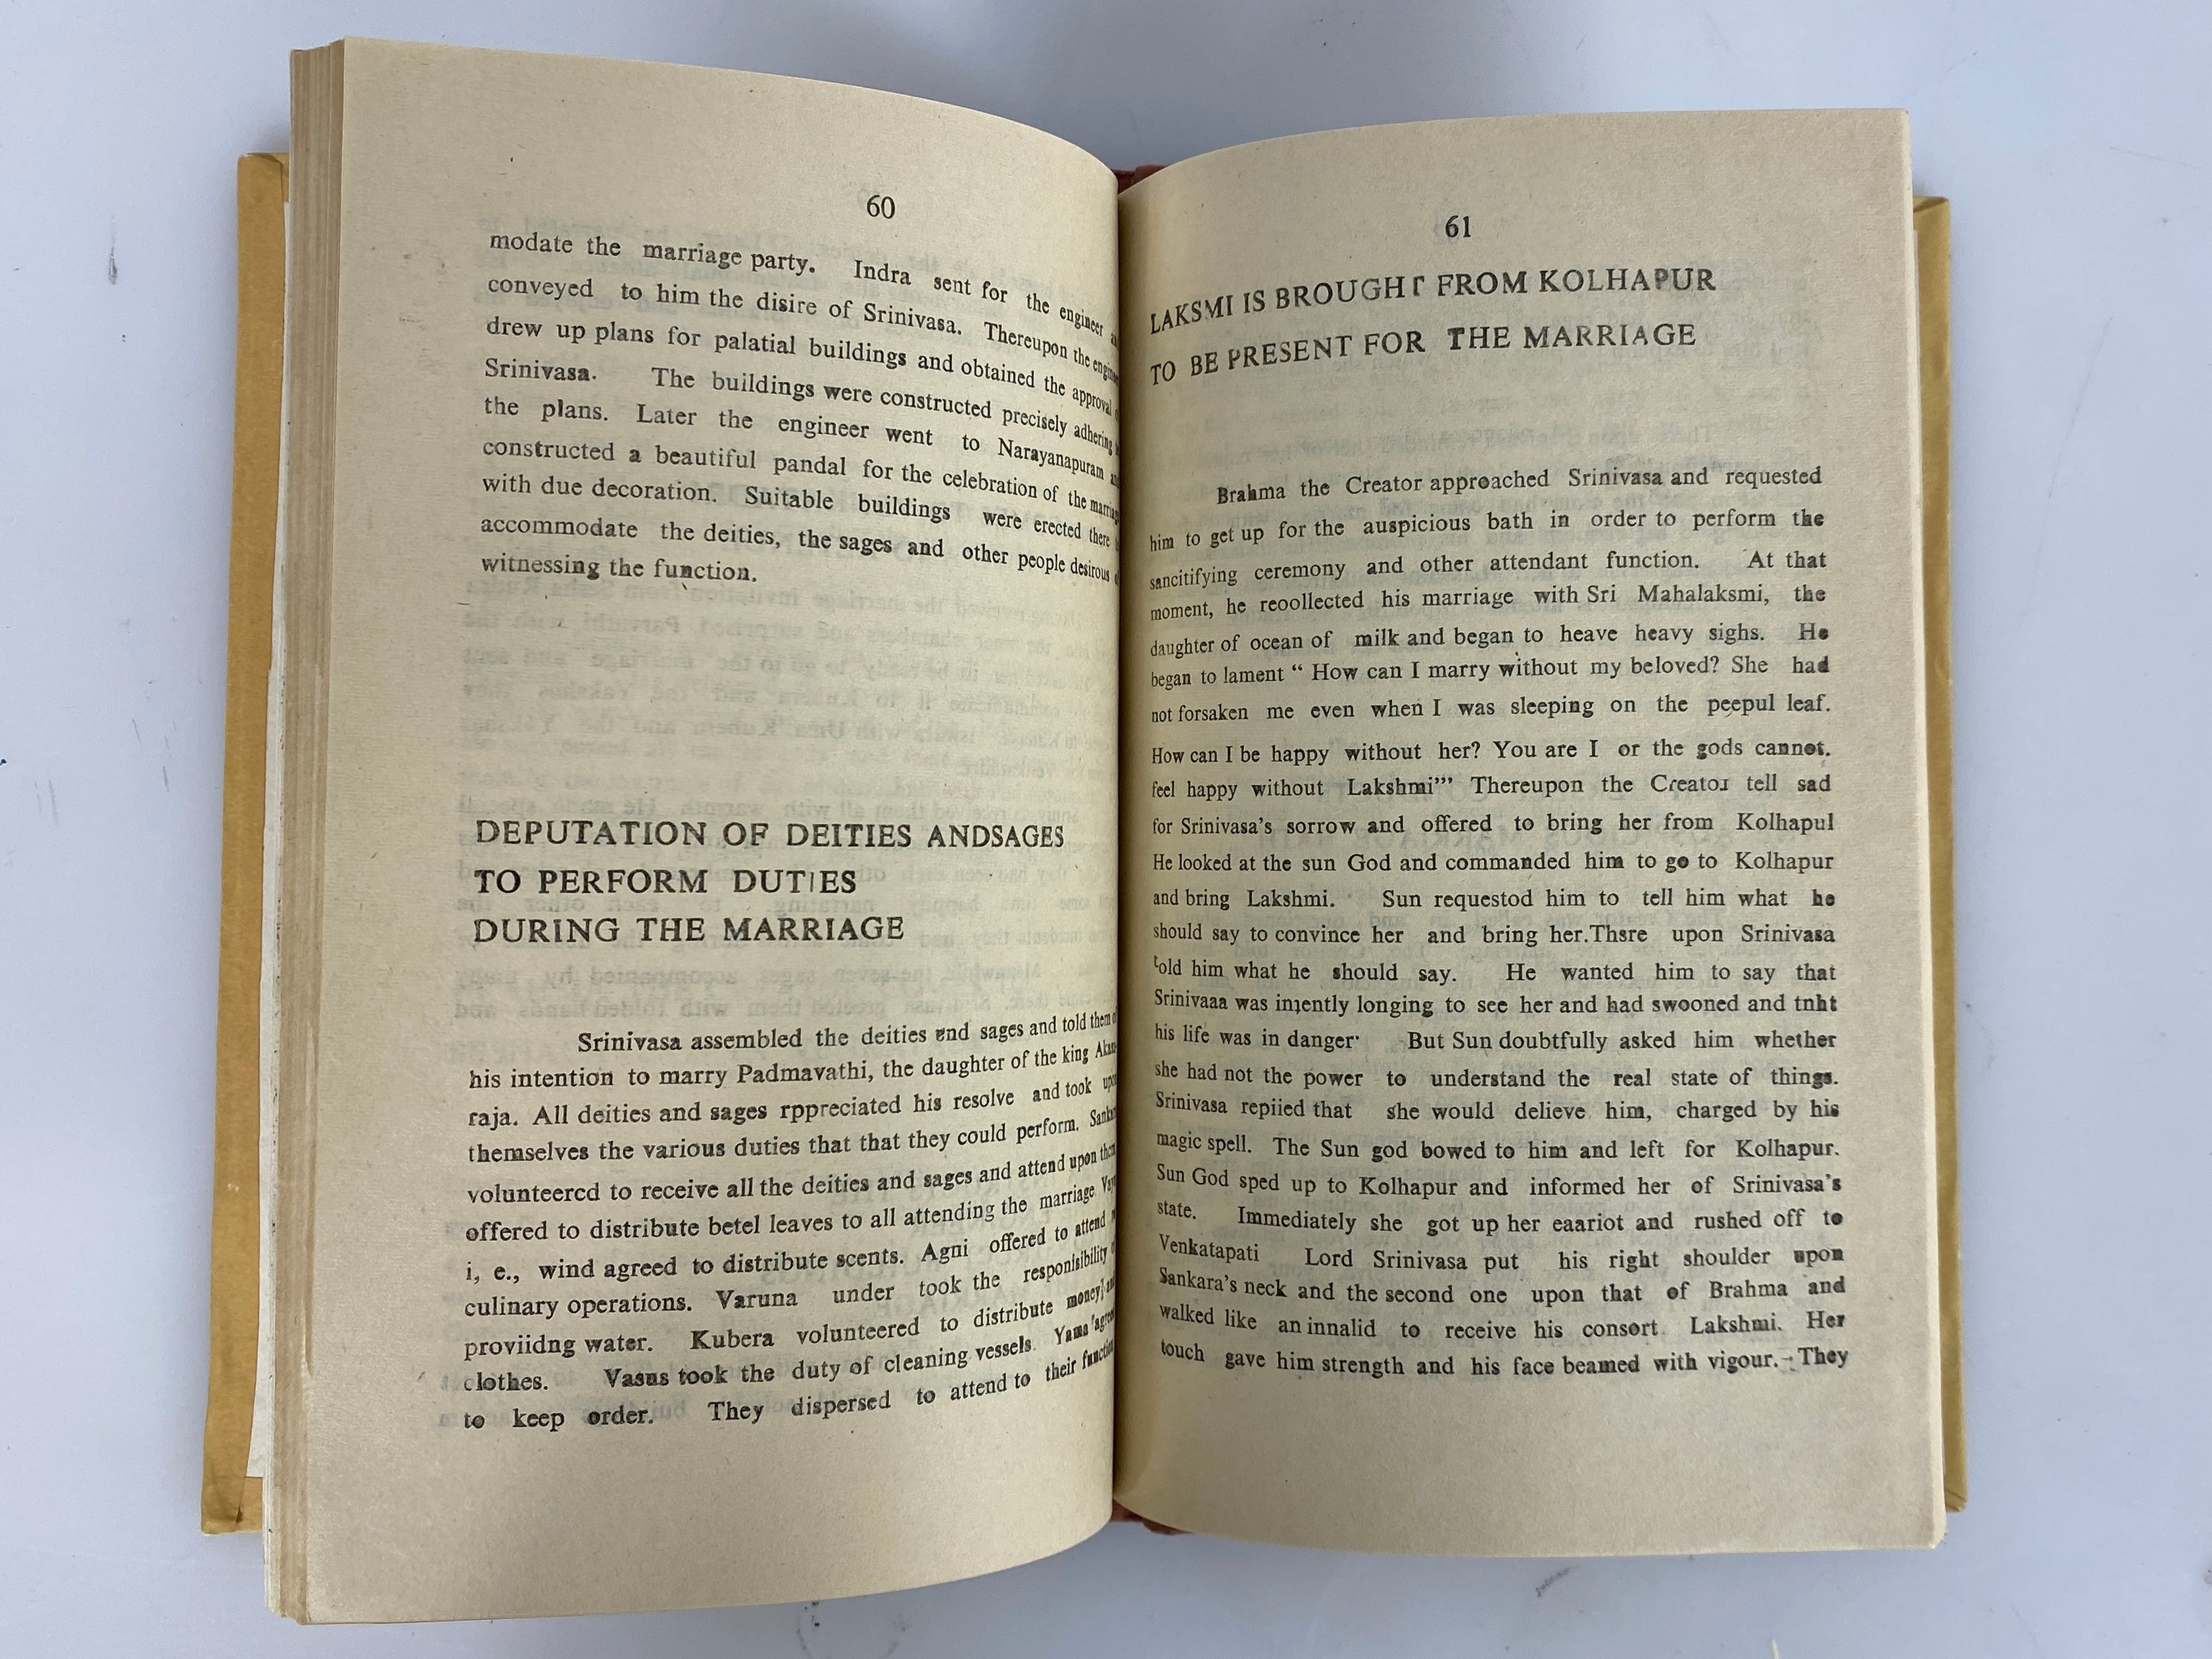 60
modate the marriage party. Indra sent for the engineer
conveyed to him the disire of Srinivasa. Thereupon the
drew up plans for palatial buildings and obtained the approval
Srinivasa. The buildings were constructed precisely adhering
the plans. Later the engineer went to Narayanapuram
constructed a beautiful pandal for the celebration of the
with due decoration. Suitable buildings were erected there
accommodate the deities, the sages and other people desirous
witnessing the function.
DEPUTATION OF DEITIES ANDSAGES
TO PERFORM DUTIES
DURING THE MARRIAGE
Srinivasa assembled the deities end sages and told them
his intention to marry Padmavathi, the daughter of the king
raja. All deities and sages rppreciated his resolve and took
themselves the various duties that that they could perform.
volunteercd to receive all the deities and sages and attend upon
offered to distribute betel leaves to all attending the marriage
i, e., wind agreed to distribute scents. Agni offered to attend
culinary operations. Varuna under took the responlsibility
proviidng water. Kubera volunteered to distribute money
clothes. Vasus took the duty of cleaning vessels. Yama
to keep order. They dispersed to attend to their
61
LAKSMI IS BROUGHT FROM KOLHAPUR
TO BE PRESENT FOR THE MARRIAGE
Brahma the Creator approached Srinivasa and requested
him to get up for the auspicious bath in order to perform the
sancitifying ceremony and other attendant function. At that
moment, he reoollected his marriage with Sri Mahalaksmi, the
daughter of ocean of milk and began to heave heavy sighs. He
began to lament “ How can I marry without my beloved? She had
not forsaken me even when I was sleeping on the peepul leaf.
How can I be happy without her? You are I or the gods cannot.
feel happy without Lakshmi”’ Thereupon the Creator tell sad
for Srinivasa’s sorrow and offered to bring her from Kolhapul
He looked at the sun God and commanded him to go to Kolhapur
and bring Lakshmi. Sun requestod him to tell him what he
should say to convince her and bring her.Thsre upon Srinivasa
told him what he should say. He wanted him to say that
Srinivaaa was intently longing to see her and had swooned and tnht
his life was in danger· But Sun doubtfully asked him whether
she had not the power to understand the real state of things.
Srinivasa repiied that she would delieve him, charged by his
magic spell. The Sun god bowed to him and left for Kolhapur.
Sun God sped up to Kolhapur and informed her of Srinivasa’s
state. Immediately she got up her eaariot and rushed off to
Venkatapati Lord Srinivasa put his right shoulder upon
Sankara’s neck and the second one upon that of Brahma and
walked like an innalid to receive his consort Lakshmi. Her
touch gave him strength and his face beamed with vigour. They